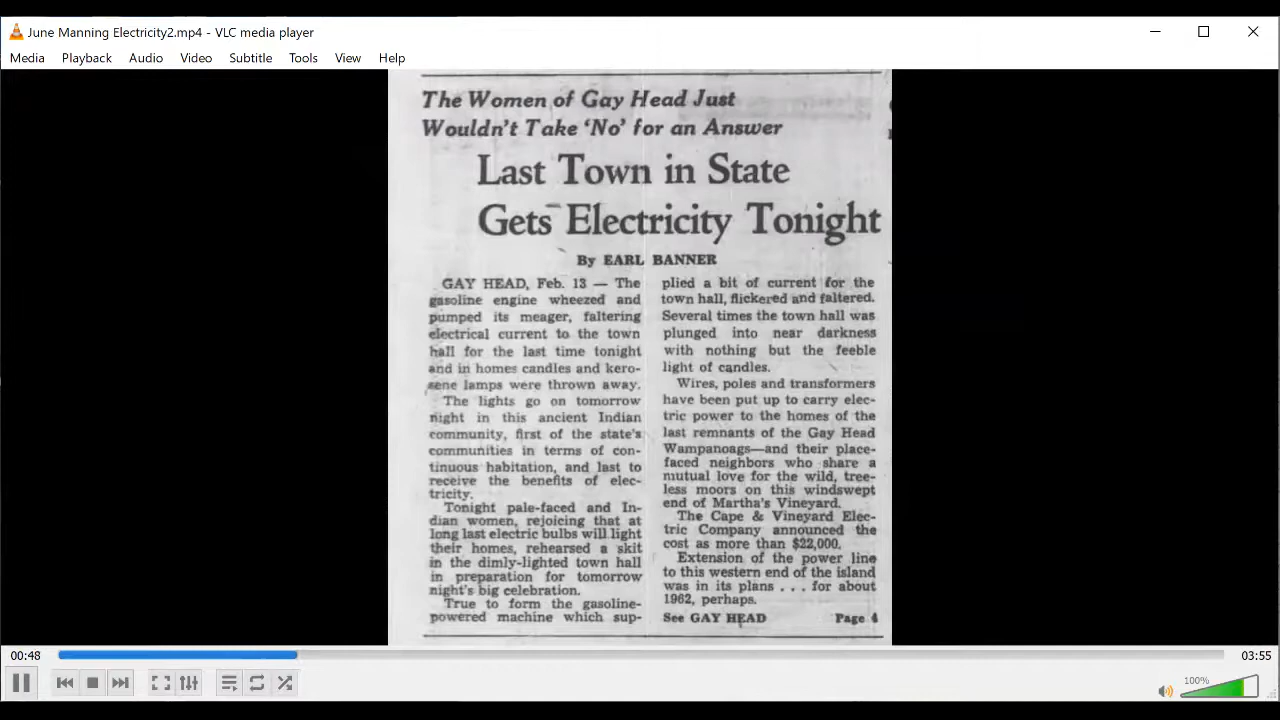 June Manning Electricity2.mp4 - VLC media player
Media Playback Audio Video Subtitle Tools View Help
The Women of Gay Head Just
Wouldn't Take 'No' for an Answer
Last Town in State
Gets Electricity Tonight
By EARL BANNER
GAY HEAD, Feb. 13 — The
gasoline engine wheezed and
pumped its meager, faltering
electrical current to the town
hall for the last time tonight
and in homes candles and kero-
sene lamps were thrown away.
The lights go on tomorrow
night in this ancient Indian
community, first of the state's
communities in terms of con-
tinuous habitation, and last to
receive the benefits of elec-
tricity.
Tonight pale-faced and In-
dian women, rejoicing that at
long last electric bulbs will light
their homes, rehearsed a skit
in the dimly-lighted town hall
in preparation for tomorrow
night's big celebration.
True to form the gasoline-
powered machine which sup-
plied a bit of current for the
town hall, flickered and faltered.
Several times the town hall was
plunged into near darkness
with nothing but the feeble
light of candles.
Wires, poles and transformers
have been put up to carry elec-
tric power to the homes of the
last remnants of the Gay Head
Wampanoags—and their place-
faced neighbors who share a
mutual love for the wild, tree-
less moors on this windswept
end of Martha's Vineyard.
The Cape & Vineyard Elec-
tric Company announced the
cost as more than $22,000.
Extension of the power line
to this western end of the island
was in its plans . . . for about
1962, perhaps.
See GAY HEAD Page 4
00:48 03:55
100%